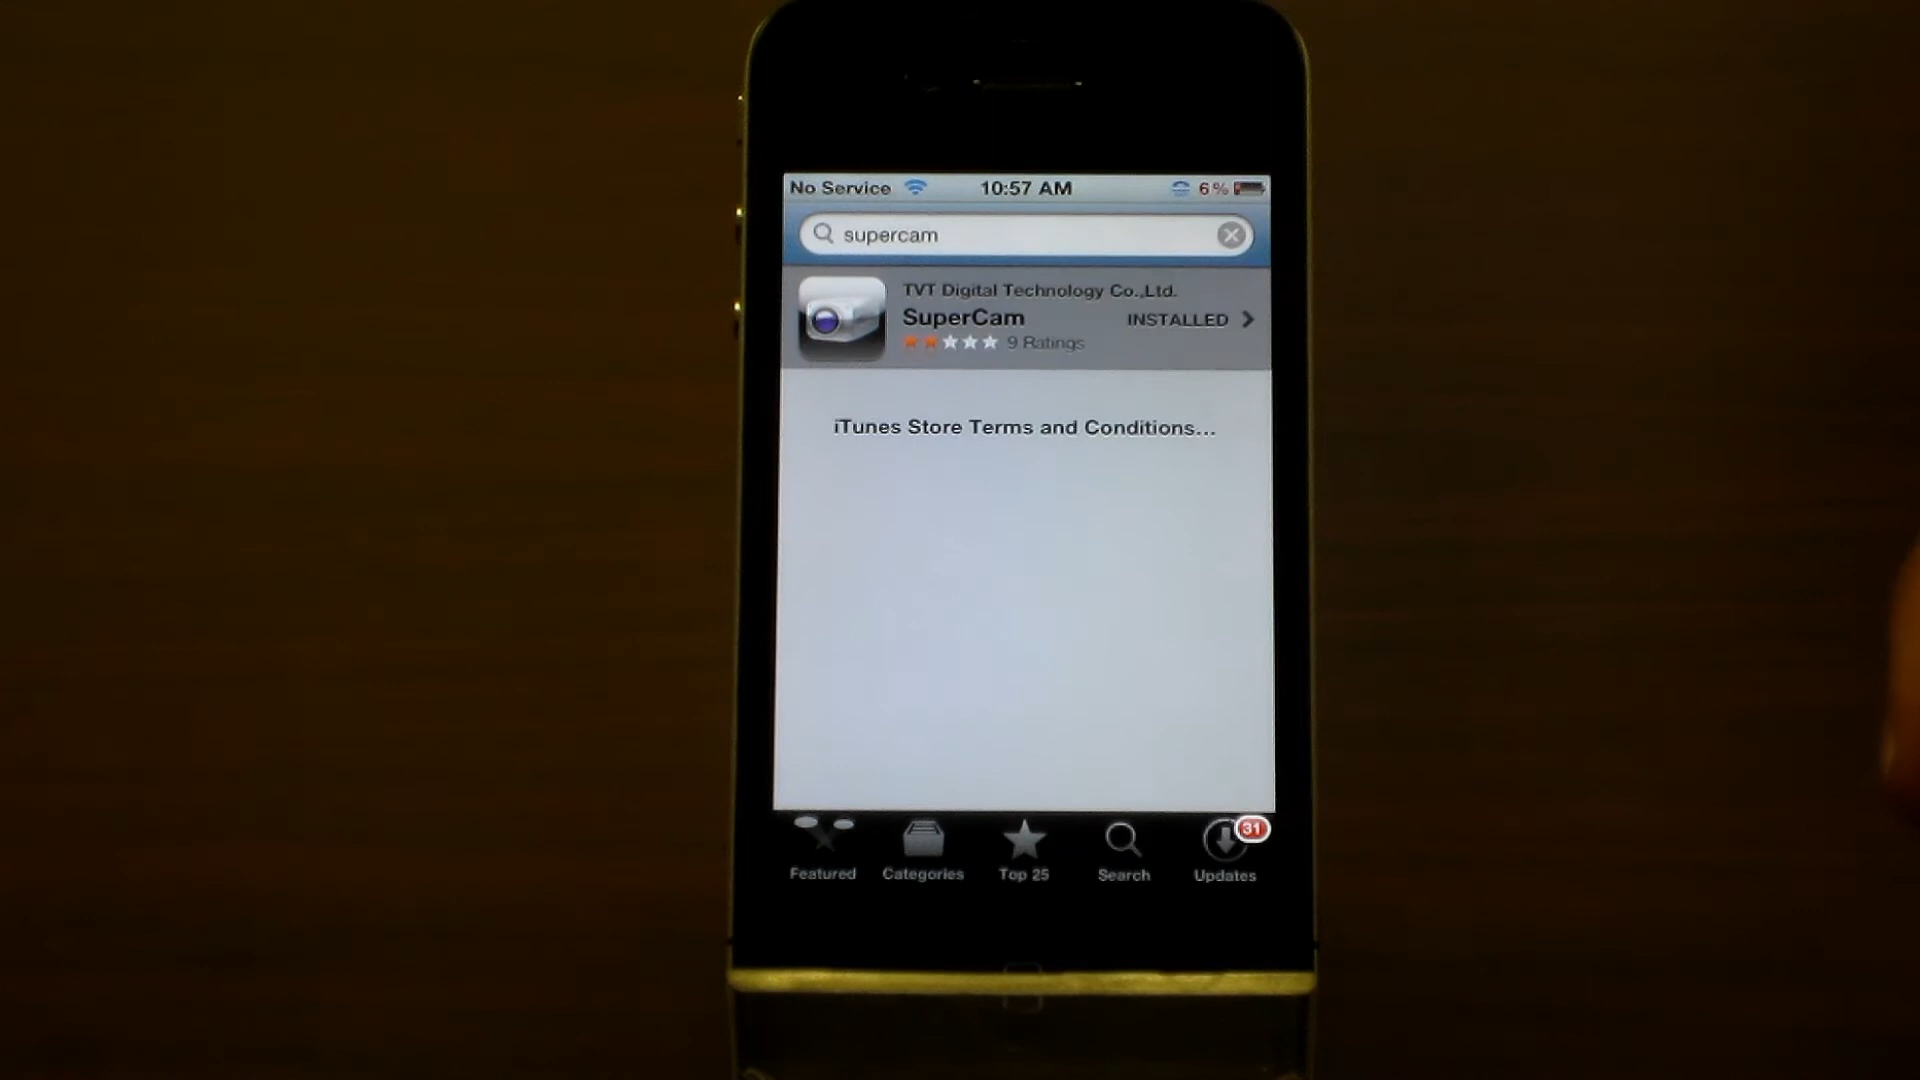 No Service 10:57 AM 6%
supercam
TVT Digital Technology Co.,Ltd.
SuperCam INSTALLED
9 Ratings
iTunes Store Terms and Conditions...
31
Featured Categories Top 25 Search Updates